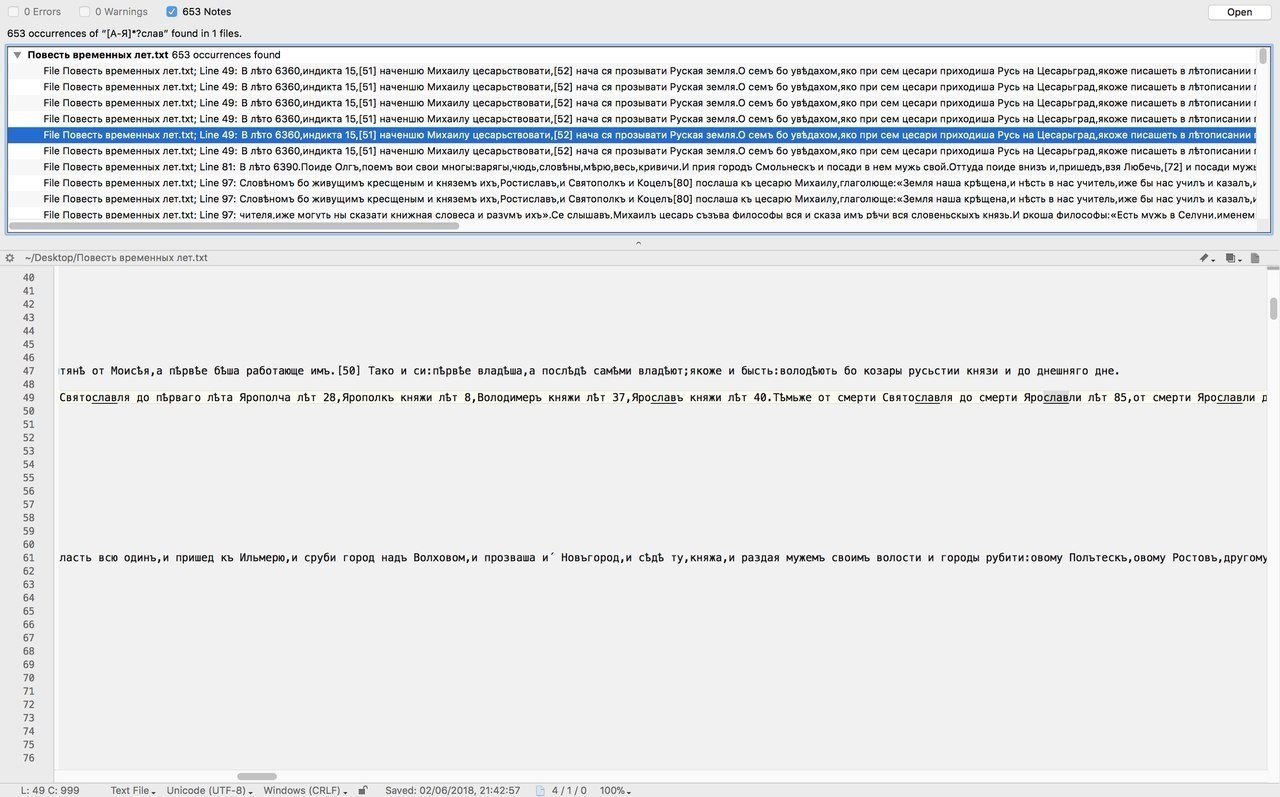 0 Errors 0 Warnings 653 Notes Open
653 occurrences of “[А-Я]*?слав” found in 1 files.
Повесть временных лет.txt 653 occurrences found
File Повесть временных лет.txt; Line 49: В лѣто 6360,индикта 15,[51] наченшю Михаилу цесарьствовати,[52] нача ся прозывати Руская земля.О семъ бо увѣдахом,яко при сем цесари приходиша Русь на Цесарьград,якоже писашеть в лѣтописании
File Повесть временных лет.txt; Line 49: В лѣто 6360,индикта 15,[51] наченшю Михаилу цесарьствовати,[52] нача ся прозывати Руская земля.О семъ бо увѣдахом,яко при сем цесари приходиша Русь на Цесарьград,якоже писашеть в лѣтописании
File Повесть временных лет.txt; Line 49: В лѣто 6360,индикта 15,[51] наченшю Михаилу цесарьствовати,[52] нача ся прозывати Руская земля.О семъ бо увѣдахом,яко при сем цесари приходиша Русь на Цесарьград,якоже писашеть в лѣтописании
File Повесть временных лет.txt; Line 49: В лѣто 6360,индикта 15,[51] наченшю Михаилу цесарьствовати,[52] нача ся прозывати Руская земля.О семъ бо увѣдахом,яко при сем цесари приходиша Русь на Цесарьград,якоже писашеть в лѣтописании
File Повесть временных лет.txt; Line 49: В лѣто 6360,индикта 15,[51] наченшю Михаилу цесарьствовати,[52] нача ся прозывати Руская земля.О семъ бо увѣдахом,яко при сем цесари приходиша Русь на Цесарьград,якоже писашеть в лѣтописании
File Повесть временных лет.txt; Line 49: В лѣто 6360,индикта 15,[51] наченшю Михаилу цесарьствовати,[52] нача ся прозывати Руская земля.О семъ бо увѣдахом,яко при сем цесари приходиша Русь на Цесарьград,якоже писашеть в лѣтописании
File Повесть временных лет.txt; Line 81: В лѣто 6390.Поиде Олгъ,поемъ вои свои многы:варягы,чюдь,словѣны,мѣрю,весь,кривичи.И прия городъ Смольнескъ и посади в нем мужь свой.Оттуда поиде внизъ и,пришедъ,взя Любечь,[72] и посади мужь
File Повесть временных лет.txt; Line 97: Словѣном бо живущимъ кресщеным и княземъ ихъ,Ростиславъ,и Святополкъ и Коцелъ[80] послаша къ цесарю Михаилу,глаголюще:«Земля наша крѣщена,и нѣсть в нас учитель,иже бы нас училъ и казалъ,и
File Повесть временных лет.txt; Line 97: Словѣном бо живущимъ кресщеным и княземъ ихъ,Ростиславъ,и Святополкъ и Коцелъ[80] послаша къ цесарю Михаилу,глаголюще:«Земля наша крѣщена,и нѣсть в нас учитель,иже бы нас училъ и казалъ,и
File Повесть временных лет.txt; Line 97: чителя,иже могуть ны сказати книжная словеса и разумъ ихъ».Се слышавъ,Михаилъ цесарь съзъва философы вся и сказа имъ рѣчи вся словеньскыхъ князь.И ркоша философы:«Есть мужь в Селуни,именем
~/Desktop/Повесть временных лет.txt
40
41
42
43
44
45
46
47 тянѣ от Моисѣя,а пѣрвѣе бѣша работающе имъ.[50] Тако и си:пѣрвѣе владѣша,а послѣдѣ самѣми владѣют;якоже и бысть:володѣють бо козары русьстии князи и до днешняго дне.
48
49 Святославля до пѣрваго лѣта Ярополча лѣт 28,Ярополкъ княжи лѣт 8,Володимеръ княжи лѣт 37,Ярославъ княжи лѣт 40.Тѣмьже от смерти Святославля до смерти Ярославли лѣт 85,от смерти Ярославли д
50
51
52
53
54
55
56
57
58
59
60
61 ласть всю одинъ,и пришед къ Ильмерю,и сруби город надъ Волховом,и прозваша и´ Новъгород,и сѣдѣ ту,княжа,и раздая мужемъ своимъ волости и городы рубити:овому Полътескъ,овому Ростовъ,другому
62
63
64
65
66
67
68
69
70
71
72
73
74
75
76
L: 49 C: 999 Text File Unicode (UTF-8) Windows (CRLF) Saved: 02/06/2018, 21:42:57 4 / 1 / 0 100%